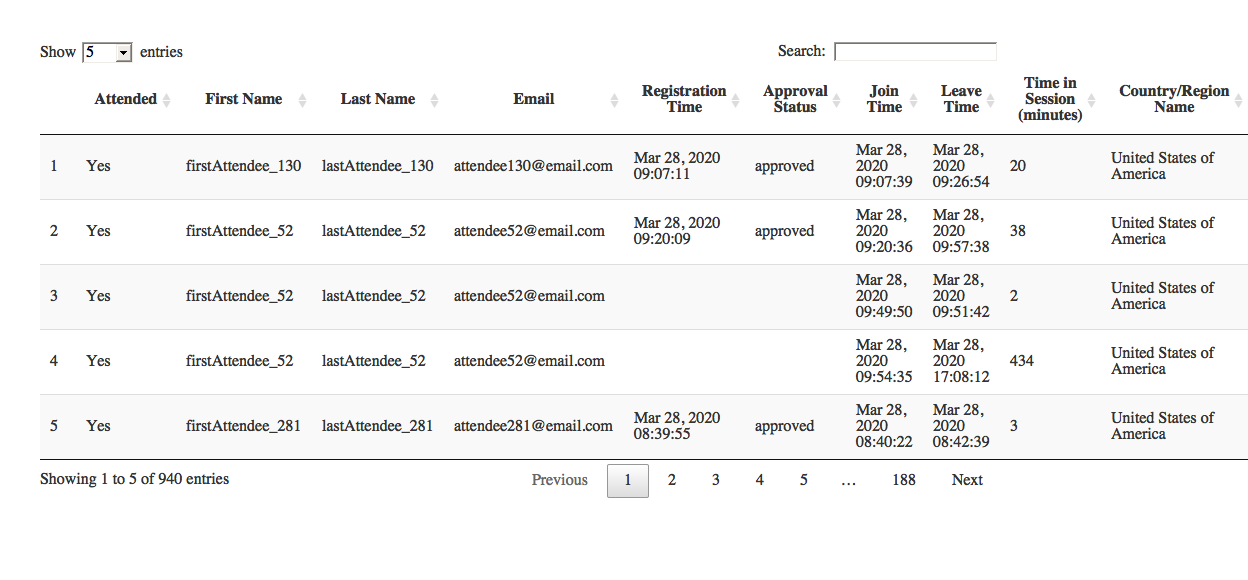 Show 5 entries Search:
Attended First Name Last Name Email Registration Time Approval Status Join Time Leave Time Time in Session (minutes) Country/Region Name
1 Yes firstAttendee_130 lastAttendee_130 attendee130@email.com Mar 28, 2020 09:07:11 approved Mar 28, 2020 09:07:39 Mar 28, 2020 09:26:54 20 United States of America
2 Yes firstAttendee_52 lastAttendee_52 attendee52@email.com Mar 28, 2020 09:20:09 approved Mar 28, 2020 09:20:36 Mar 28, 2020 09:57:38 38 United States of America
3 Yes firstAttendee_52 lastAttendee_52 attendee52@email.com Mar 28, 2020 09:49:50 Mar 28, 2020 09:51:42 2 United States of America
4 Yes firstAttendee_52 lastAttendee_52 attendee52@email.com Mar 28, 2020 09:54:35 Mar 28, 2020 17:08:12 434 United States of America
5 Yes firstAttendee_281 lastAttendee_281 attendee281@email.com Mar 28, 2020 08:39:55 approved Mar 28, 2020 08:40:22 Mar 28, 2020 08:42:39 3 United States of America
Showing 1 to 5 of 940 entries Previous 1 2 3 4 5 … 188 Next